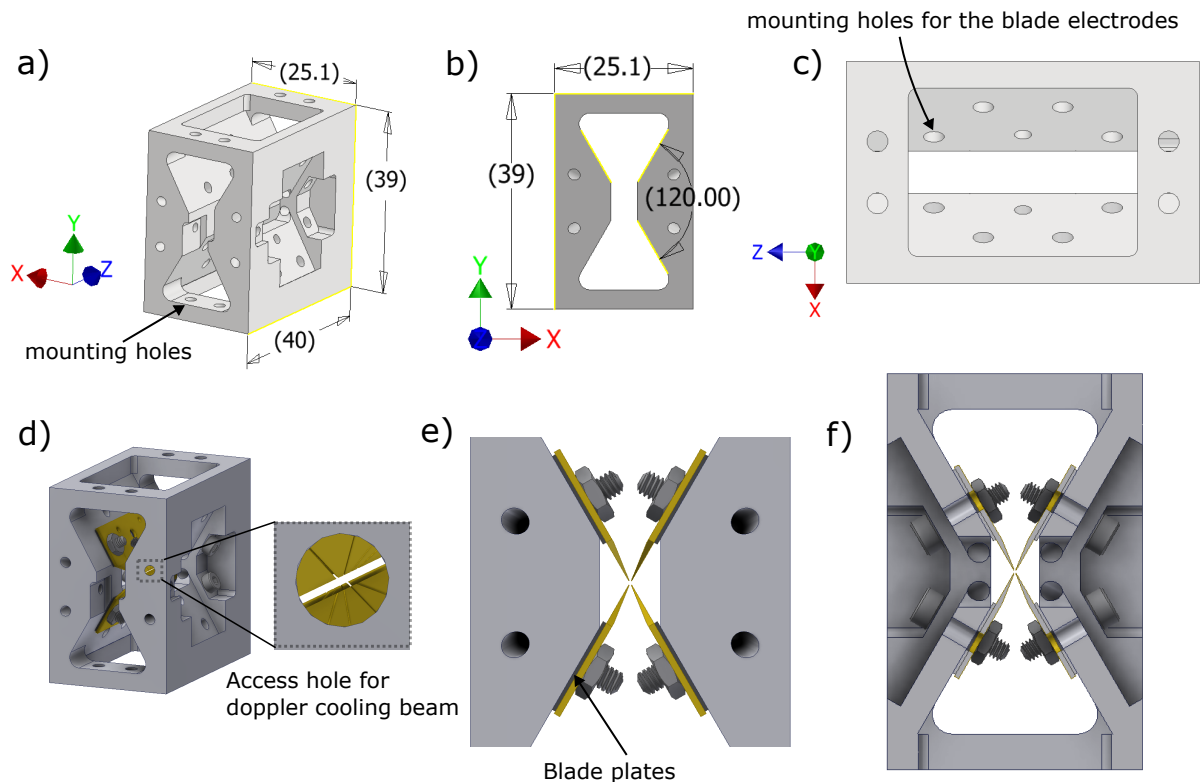 mounting holes for the blade electrodes
a)
(25.1)
(39)
(40)
Y
X
Z
mounting holes
b)
(25.1)
(39)
(120.00)
Y
Z
X
c)
Z
Y
X
d)
Access hole for
doppler cooling beam
e)
Blade plates
f)